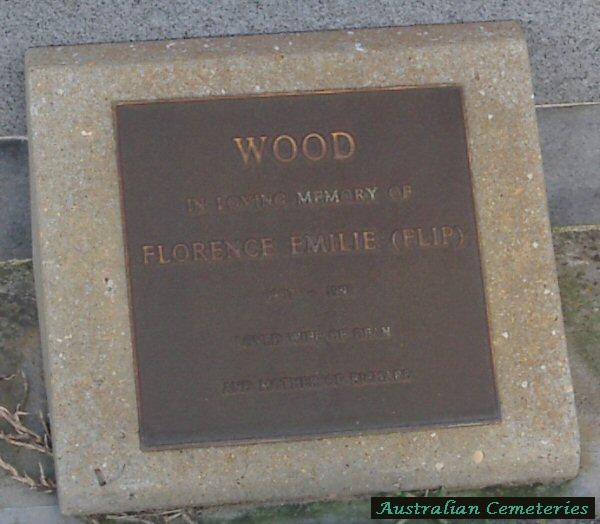 WOOD
IN LOVING MEMORY OF
FLORENCE EMILIE (FLIP)
LOVED WIFE OF
AND MOTHER OF
Australian Cemeteries